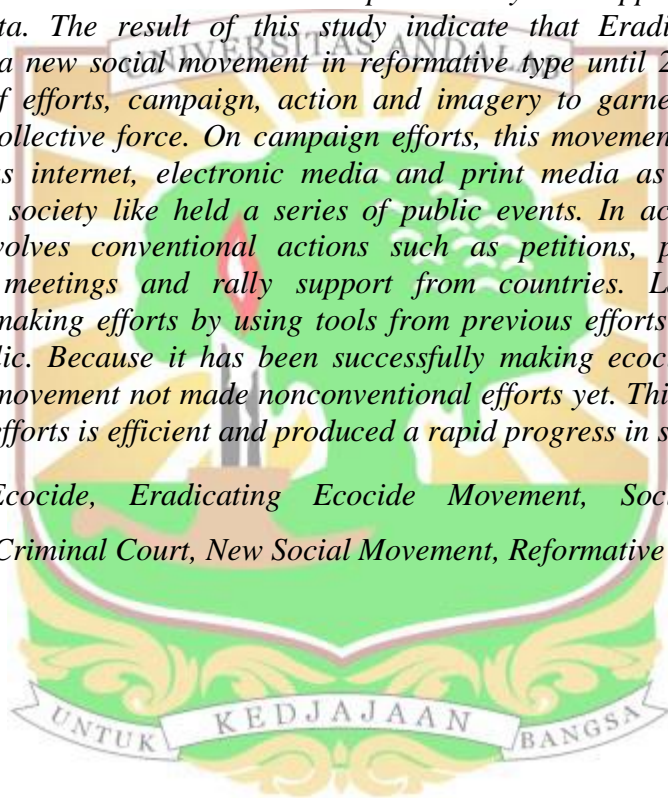 ta. The result of this study indicate that Eradi
UNIVERSITAS ANDALAS
a new social movement in reformative type until 2
f efforts, campaign, action and imagery to garne
ollective force. On campaign efforts, this movemen
s internet, electronic media and print media as
society like held a series of public events. In ac
volves conventional actions such as petitions, p
meetings and rally support from countries. L
making efforts by using tools from previous efforts
lic. Because it has been successfully making ecoc
movement not made nonconventional efforts yet. Thi
efforts is efficient and produced a rapid progress in s
Ecocide, Eradicating Ecocide Movement, Soc
Criminal Court, New Social Movement, Reformative
UNTUK KEDJAJAAN BANGSA